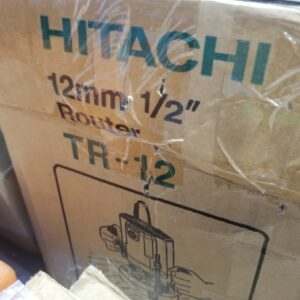 HITACHI
12mm 1/2"
Router
TR-12